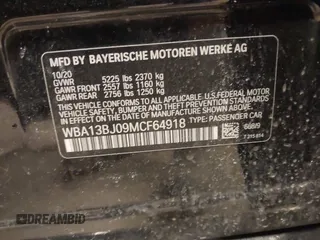 MFD BY BAYERISCHE MOTOREN WERKE AG
10/20
GVWR 5225 lbs 2370 kg
GAWR FRONT 2557 lbs 1160 kg
GAWR REAR 2756 lbs 1250 kg
THIS VEHICLE CONFORMS TO ALL APPLICABLE FEDERAL
MOTOR VEHICLE SAFETY, BUMPER AND THEFT PREVENTION
STANDARDS IN EFFECT ON THE DATE OF MANUFACTURE
SHOWN ABOVE
WBA13BJ09MCF64918 TYPE: PASSENGER CAR
DREAMBID